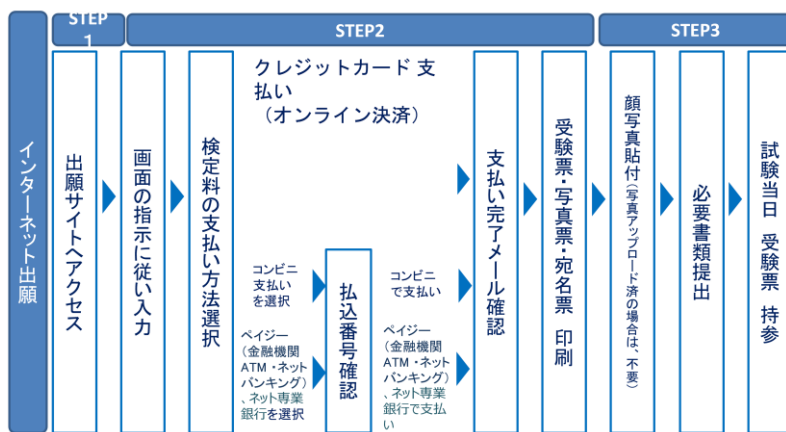 STEP
1
STEP2
STEP3
インターネット出願
出願サイトへアクセス
画面の指示に従い入力
検定料の支払い方法選択
クレジットカード 支
払い
（オンライン決済）
コンビニ
支払い
を選択
ペイジー
（金融機関
ATM・ネット
バンキング）
、ネット専業
銀行を選択
払込番号確認
コンビニ
で支払い
ペイジー
（金融機関
ATM・ネット
バンキング）
、ネット専業
銀行で支払
い
支払い完了メール確認
受験票・写真票・宛名票 印刷
顔写真貼付（写真アップロード済の場合は、不要）
必要書類提出
試験当日 受験票 持参